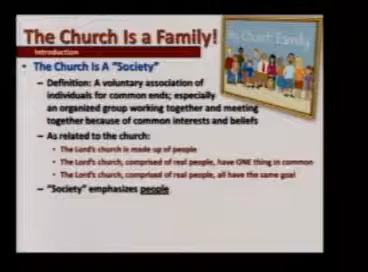 The Church Is a Family!
Introduction
My Church Family
• The Church Is A "Society"
– Definition: A voluntary association of
individuals for common ends; especially
an organized group working together and meeting
together because of common interests and beliefs
– As related to the church:
• The Lord's church is made up of people
• The Lord's church, comprised of real people, have ONE thing in common
• The Lord's church, comprised of real people, all have the same goal
– "Society" emphasizes people